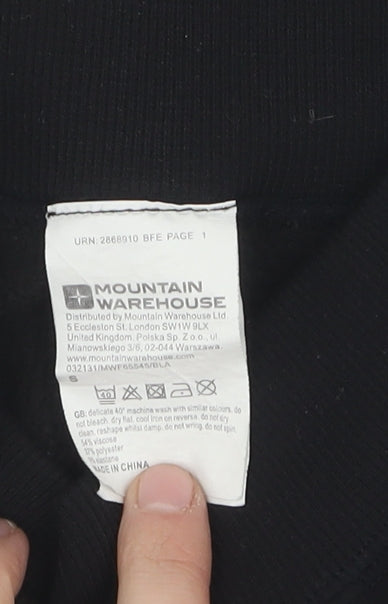 URN: 2868910 BFE PAGE 1
MOUNTAIN
WAREHOUSE
Distributed by Mountain Warehouse Ltd
5 Eccleston St. London SW1W 9LX
United Kingdom, Polska Sp. Z o.o., ul.
Mianowskiego 3/6, 02-044 Warszawa.
www.mountainwarehouse.com
032131/MWF65545/BLA
S
40
GB: delicate 40° machine wash with similar colours, do
not bleach. dry flat. cool iron on reverse. do not dry
clean. reshape whilst damp. do not wring. do not spin.
viscose
polyester
elastane
MADE IN CHINA